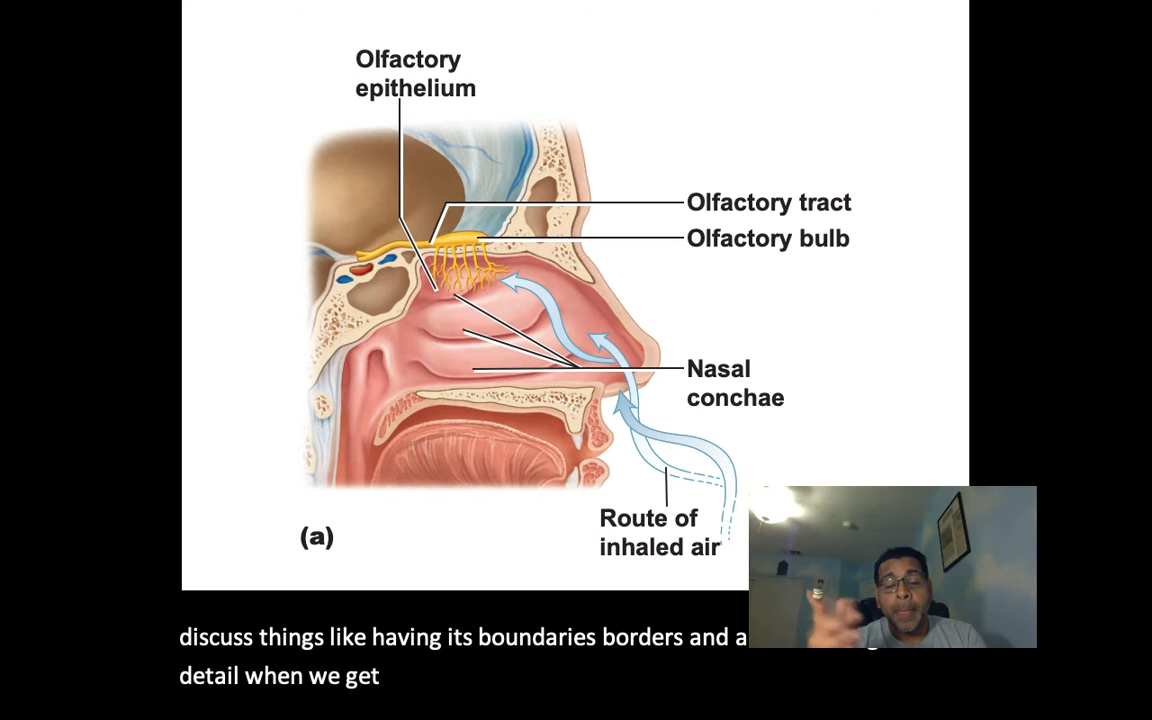 Olfactory
epithelium
Olfactory tract
Olfactory bulb
Nasal
conchae
Route of
inhaled air
(a)
discuss things like having its boundaries borders and
detail when we get